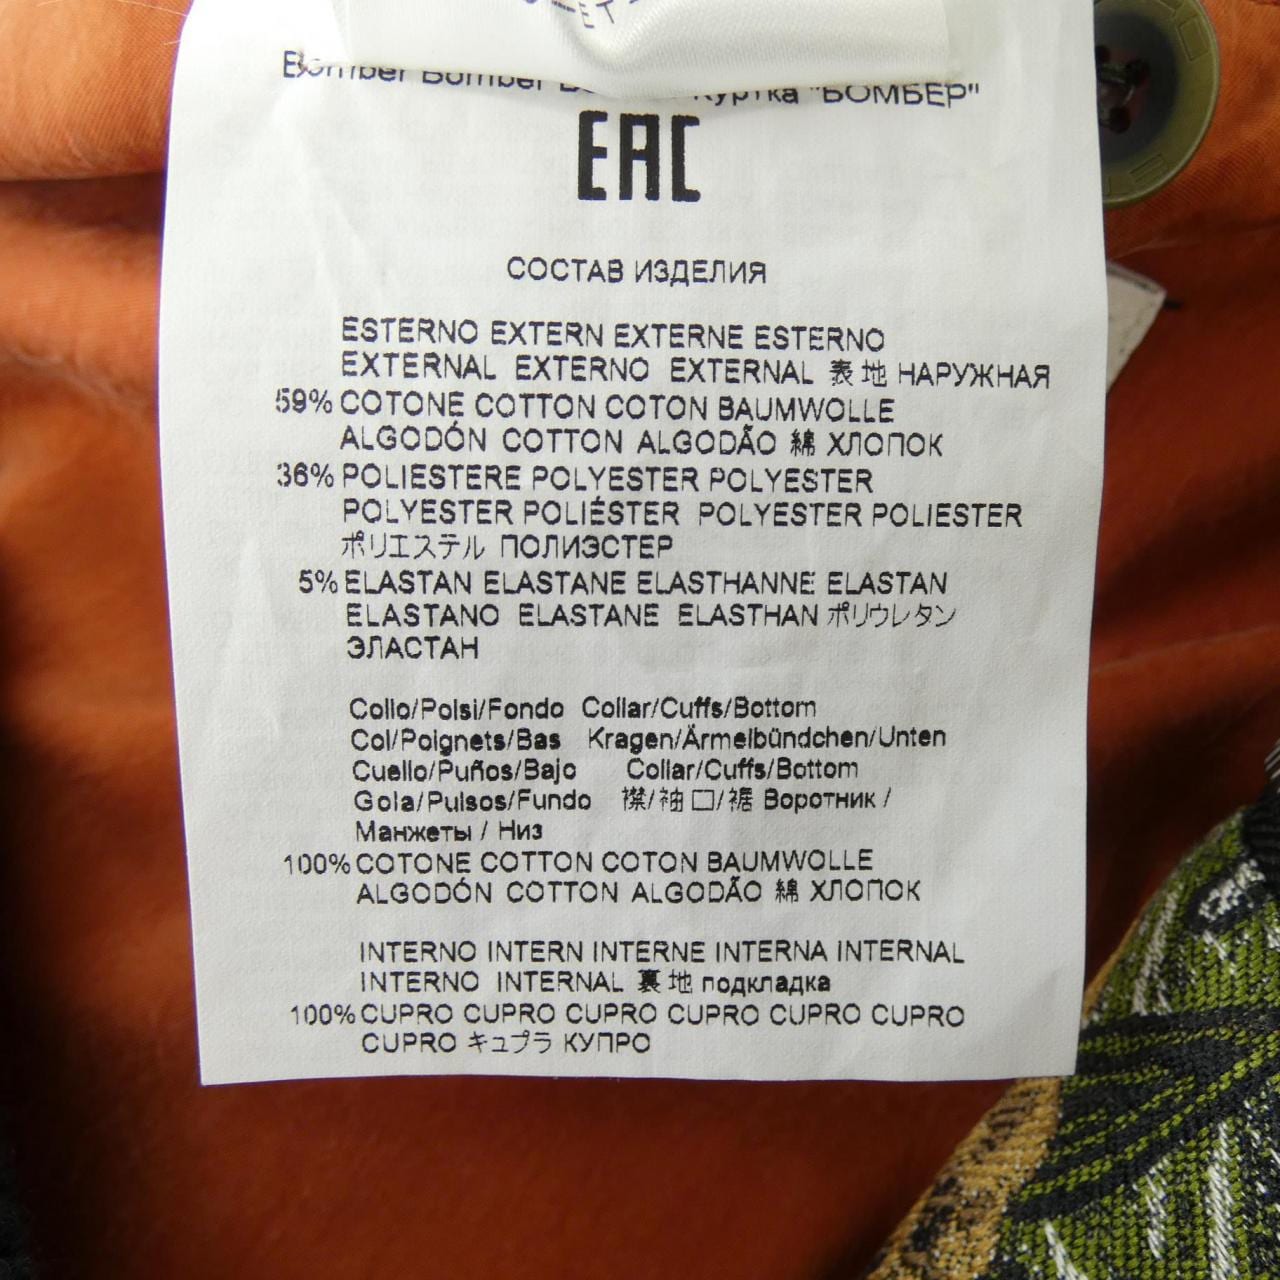 Bomber Bomber Куртка "БОМБЕР"
EAC
СОСТАВ ИЗДЕЛИЯ
ESTERNO EXTERN EXTERNE ESTERNO
EXTERNAL EXTERNO EXTERNAL 表地 НАРУЖНАЯ
59% COTONE COTTON COTON BAUMWOLLE
ALGODÓN COTTON ALGODÃO 綿 ХЛОПОК
36% POLIESTERE POLYESTER POLYESTER
POLYESTER POLIÉSTER POLYESTER POLIESTER
ポリエステル ПОЛИЭСТЕР
5% ELASTAN ELASTANE ELASTHANNE ELASTAN
ELASTANO ELASTANE ELASTHAN ポリウレタン
ЭЛАСТАН
Collo/Polsi/Fondo Collar/Cuffs/Bottom
Col/Poignets/Bas Kragen/Ärmelbündchen/Unten
Cuello/Puños/Bajo Collar/Cuffs/Bottom
Gola/Pulsos/Fundo 襟/袖口/裾 Воротник /
Манжеты / Низ
100% COTONE COTTON COTON BAUMWOLLE
ALGODÓN COTTON ALGODÃO 綿 ХЛОПОК
INTERNO INTERN INTERNE INTERNA INTERNAL
INTERNO INTERNAL 裏地 подкладка
100% CUPRO CUPRO CUPRO CUPRO CUPRO CUPRO
CUPRO キュプラ КУПРО